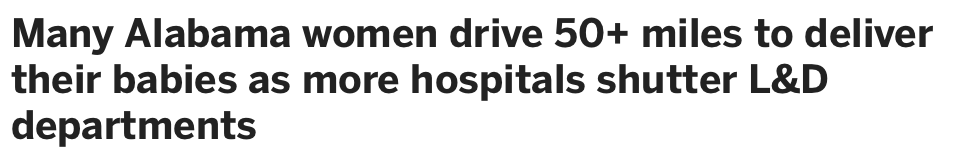 Many Alabama women drive 50+ miles to deliver
their babies as more hospitals shutter L&D
departments